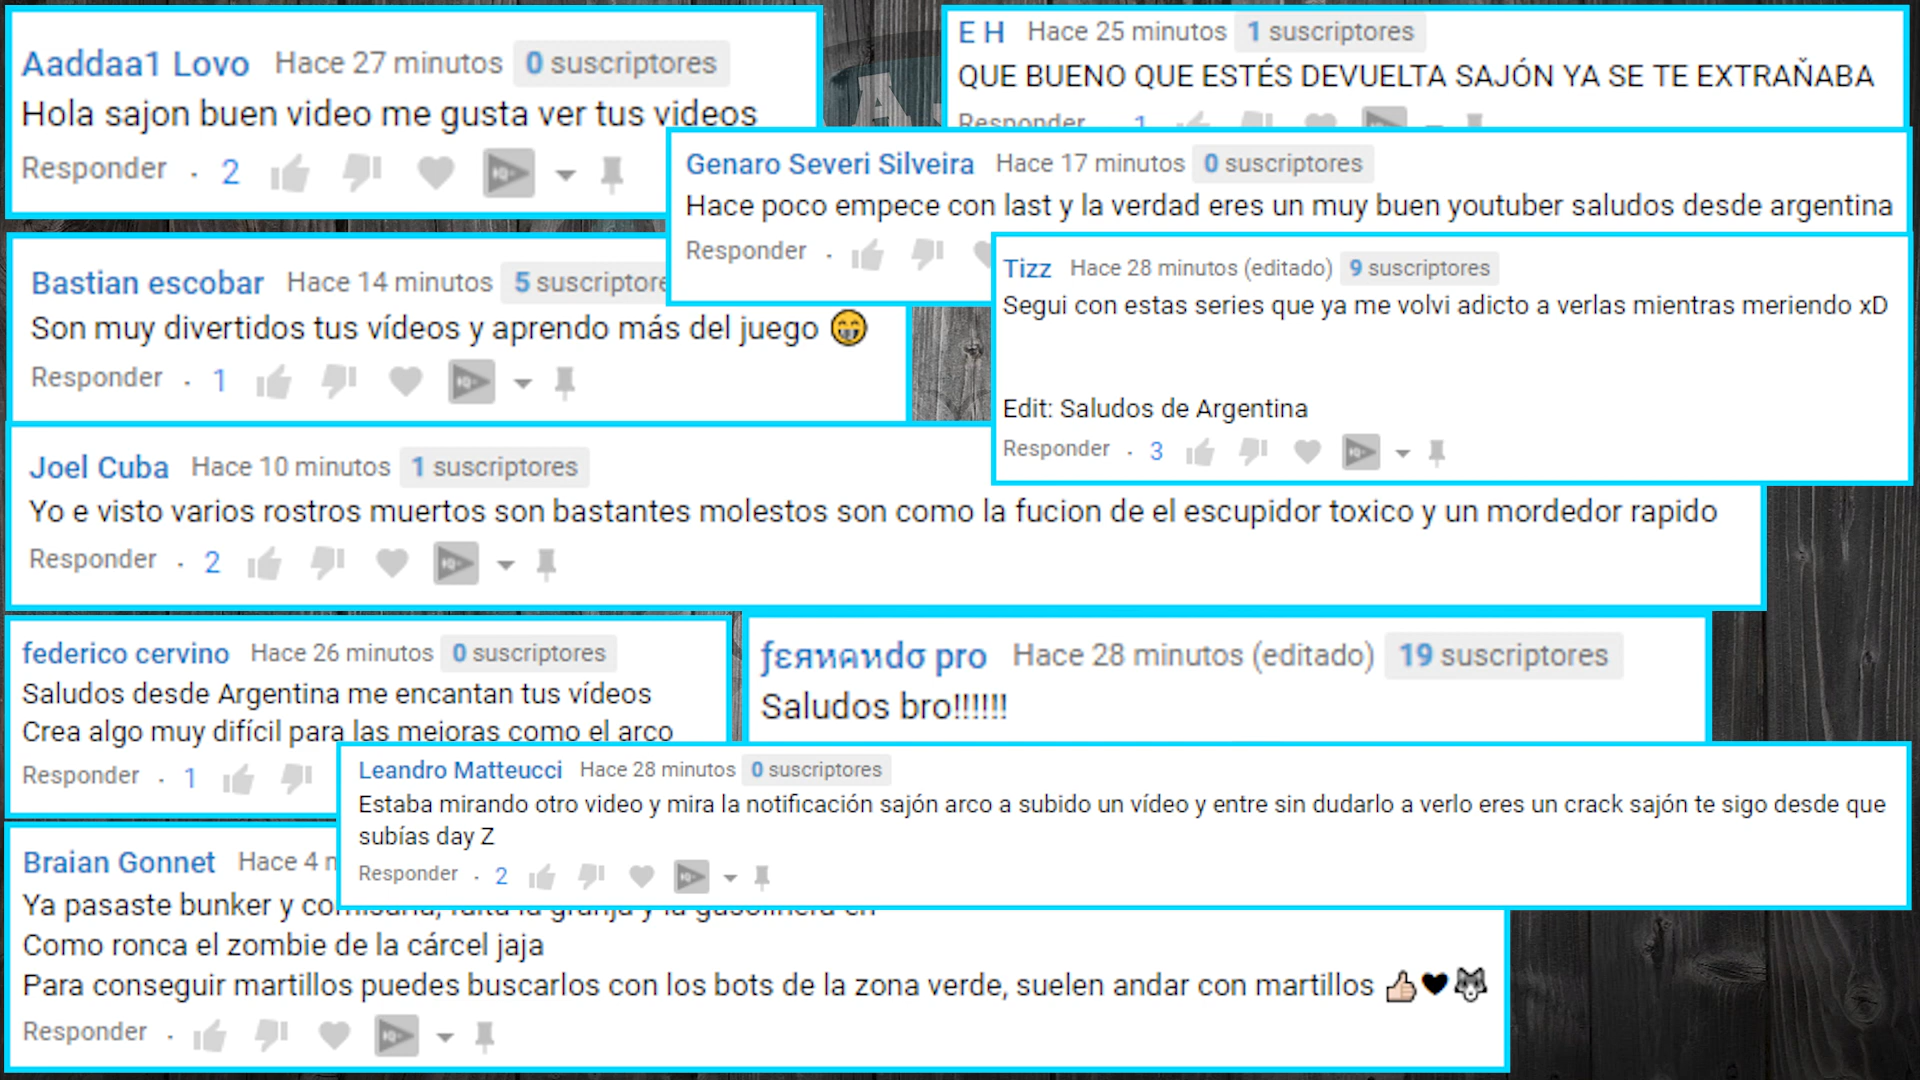 Aaddaa1 Lovo Hace 27 minutos 0 suscriptores
Hola sajon buen video me gusta ver tus videos
Responder . 2
E H Hace 25 minutos 1 suscriptores
QUE BUENO QUE ESTÉS DEVUELTA SAJÓN YA SE TE EXTRAÑABA
Responder 1
Genaro Severi Silveira Hace 17 minutos 0 suscriptores
Hace poco empece con last y la verdad eres un muy buen youtuber saludos desde argentina
Responder .
Bastian escobar Hace 14 minutos 5 suscriptore
Son muy divertidos tus vídeos y aprendo más del juego 😁
Responder . 1
Tizz Hace 28 minutos (editado) 9 suscriptores
Segui con estas series que ya me volvi adicto a verlas mientras meriendo xD
Edit: Saludos de Argentina
Responder . 3
Joel Cuba Hace 10 minutos 1 suscriptores
Yo e visto varios rostros muertos son bastantes molestos son como la fucion de el escupidor toxico y un mordedor rapido
Responder . 2
federico cervino Hace 26 minutos 0 suscriptores
Saludos desde Argentina me encantan tus vídeos
Crea algo muy difícil para las mejoras como el arco
Responder . 1
ƒєяиαиdσ pro Hace 28 minutos (editado) 19 suscriptores
Saludos bro!!!!!!
Leandro Matteucci Hace 28 minutos 0 suscriptores
Estaba mirando otro video y mira la notificación sajón arco a subido un vídeo y entre sin dudarlo a verlo eres un crack sajón te sigo desde que
subías day Z
Responder . 2
Braian Gonnet Hace 4
Ya pasaste bunker y comisaria, falta la granja y la gasolinera
Como ronca el zombie de la cárcel jaja
Para conseguir martillos puedes buscarlos con los bots de la zona verde, suelen andar con martillos 👍🏻🖤🐺
Responder .